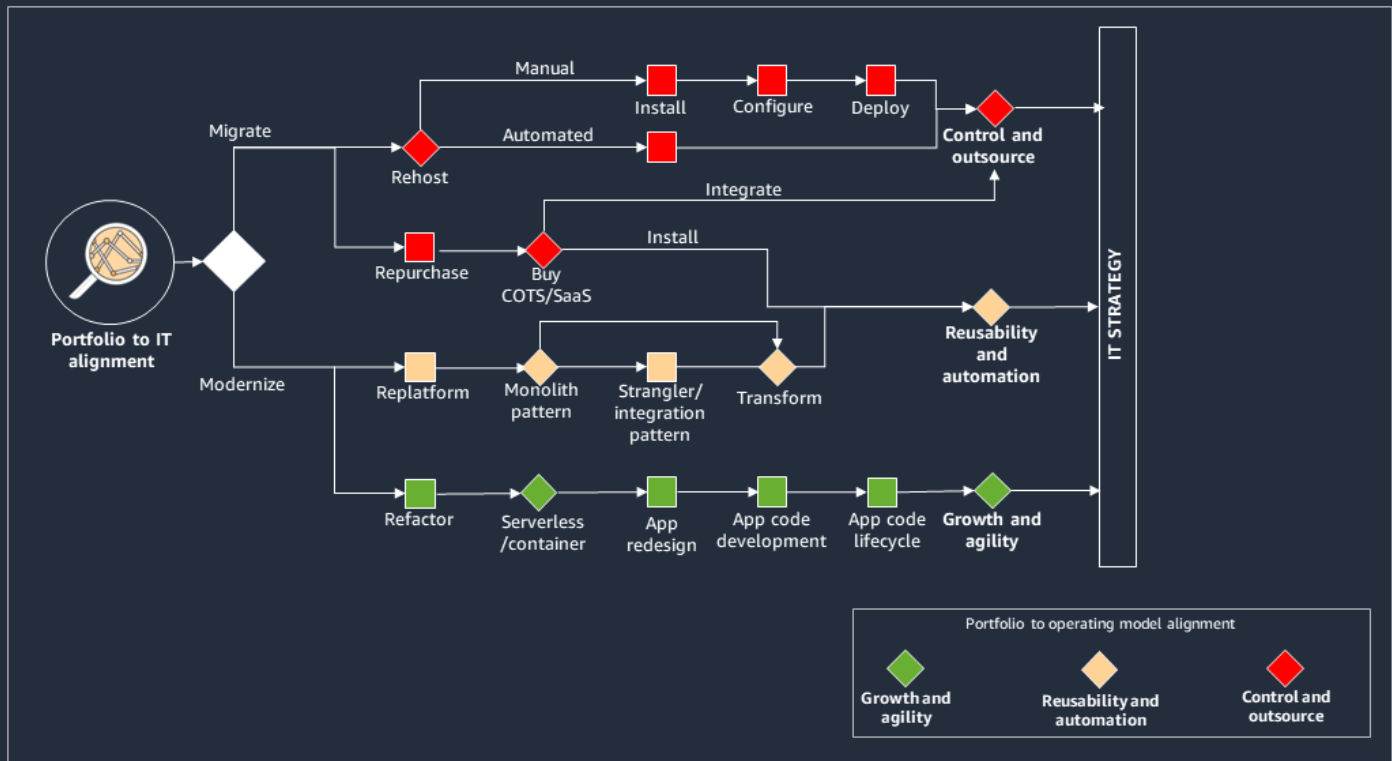 Manual
Install
Configure
Deploy
Migrate
Automated
Control and
outsource
Rehost
Integrate
Install
Repurchase
Buy
COTS/SaaS
IT STRATEGY
Portfolio to IT
alignment
Reusability
and
automation
Modernize
Replatform
Monolith
pattern
Strangler/
integration
pattern
Transform
Refactor
Serverless
/container
App
redesign
App code
development
App code
lifecycle
Growth and
agility
Portfolio to operating model alignment
Growth and
agility
Reusability and
automation
Control and
outsource